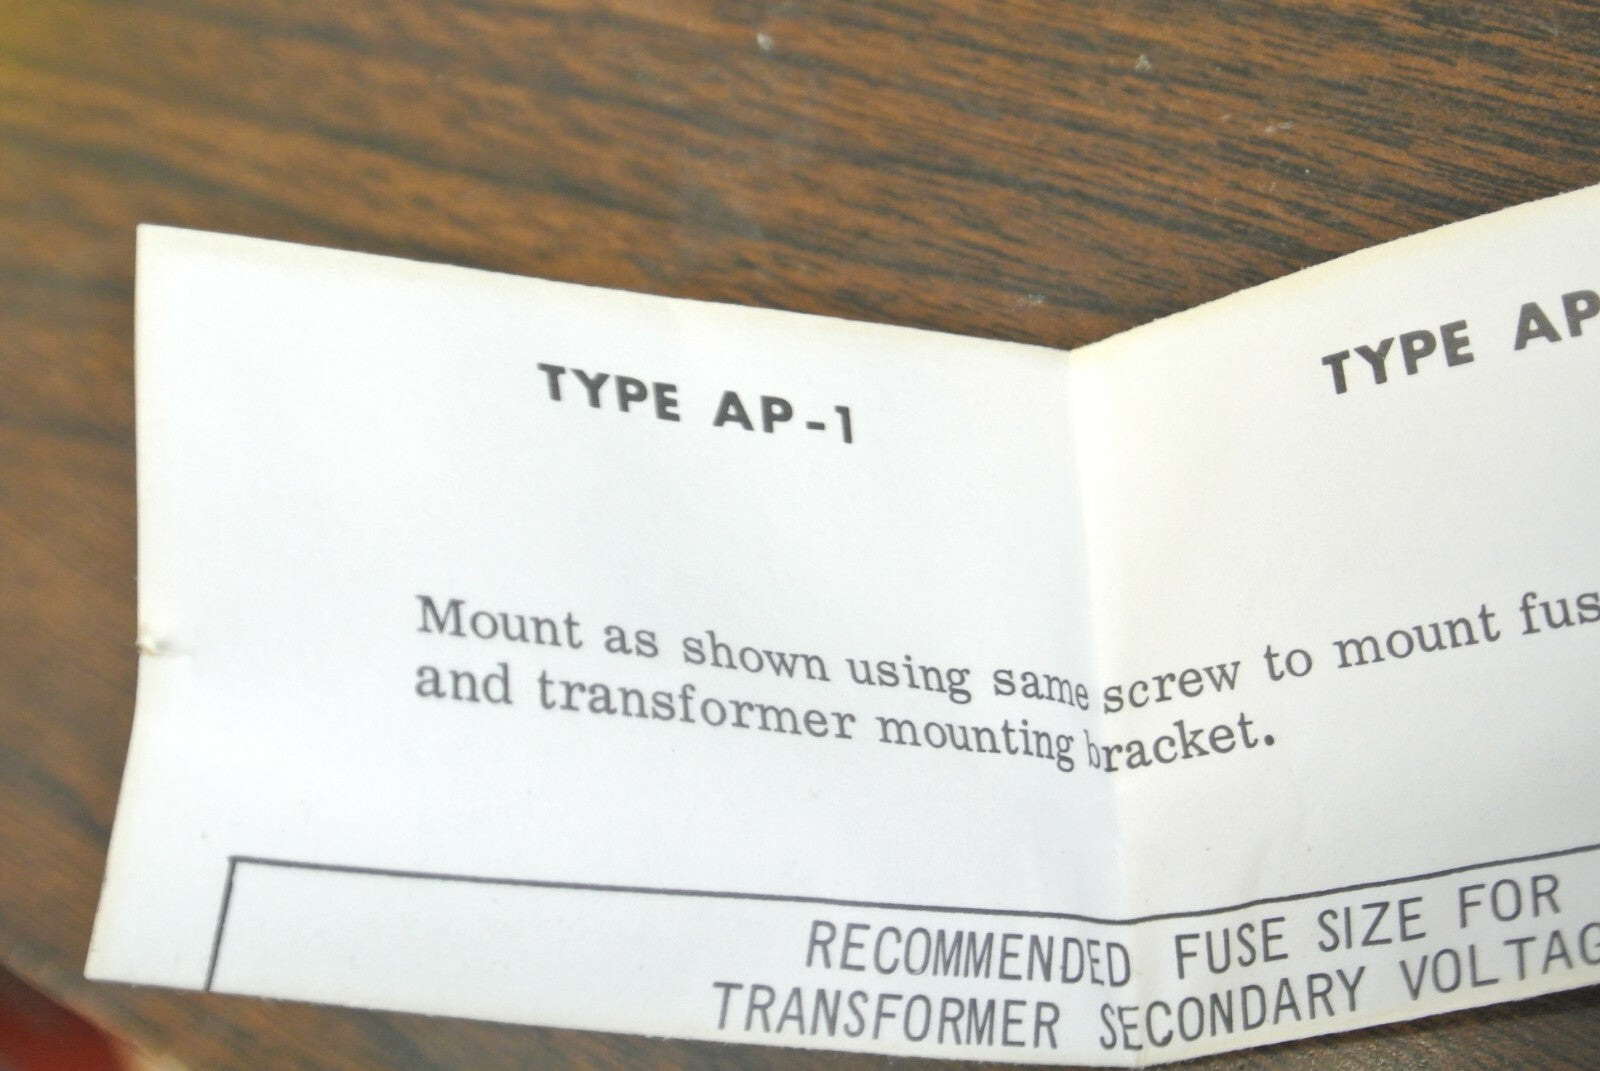 TYPE AP-1
TYPE AP
Mount as shown using same screw to mount fus
and transformer mounting bracket.
RECOMMENDED FUSE SIZE FOR
TRANSFORMER SECONDARY VOLTAG